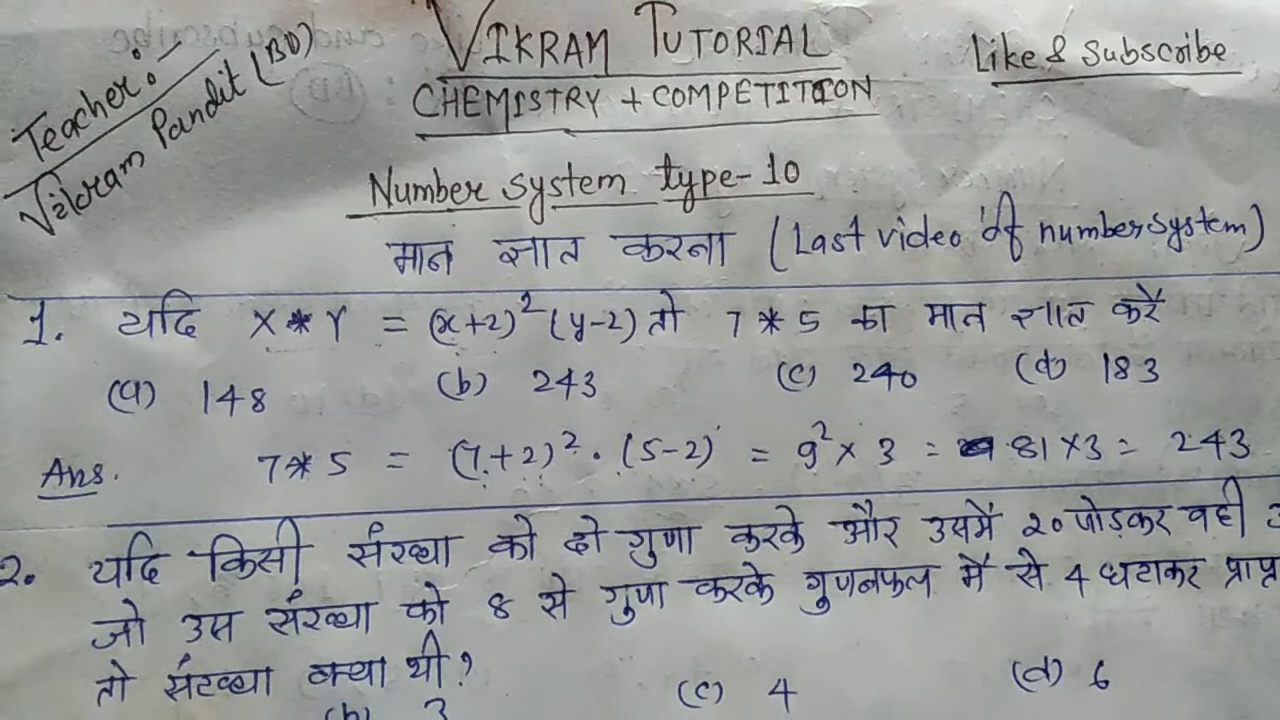 Teacher:
Vikram Pandit (BD)
VIKRAM TUTORIAL
Like & Subscribe
CHEMISTRY + COMPETITION
Number system type-10
मान ज्ञात करना (Last video of number system)
1. यदि X * Y = (x+2)² (y-2) तो 7 * 5 का मान ज्ञात करें
(a) 148 (b) 243 (c) 240 (d) 183
Ans. 7 * 5 = (7+2)² · (5-2) = 9² × 3 = 81 × 3 = 243
2. यदि किसी संख्या को दो गुणा करके और उसमें 20 जोड़कर वही
जो उस संख्या को 8 से गुणा करके गुणनफल में से 4 घटाकर प्राप्त
तो संख्या क्या थी?
(b) 3 (c) 4 (d) 6